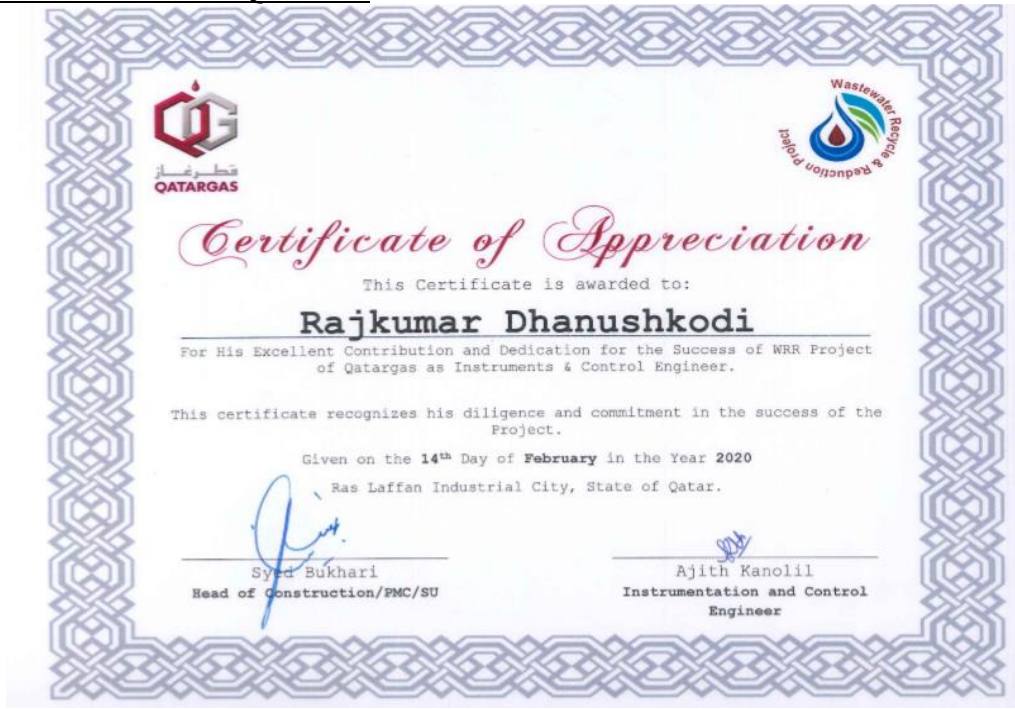 قطرغاز
QATARGAS
Wastewater Recycle & Reduction Project
Certificate of Appreciation
This Certificate is awarded to:
Rajkumar Dhanushkodi
For His Excellent Contribution and Dedication for the Success of WRR Project
of Qatargas as Instruments & Control Engineer.
This certificate recognizes his diligence and commitment in the success of the
Project.
Given on the 14th Day of February in the Year 2020
Ras Laffan Industrial City, State of Qatar.
Syed Bukhari
Head of Construction/PMC/SU
Ajith Kanolil
Instrumentation and Control
Engineer